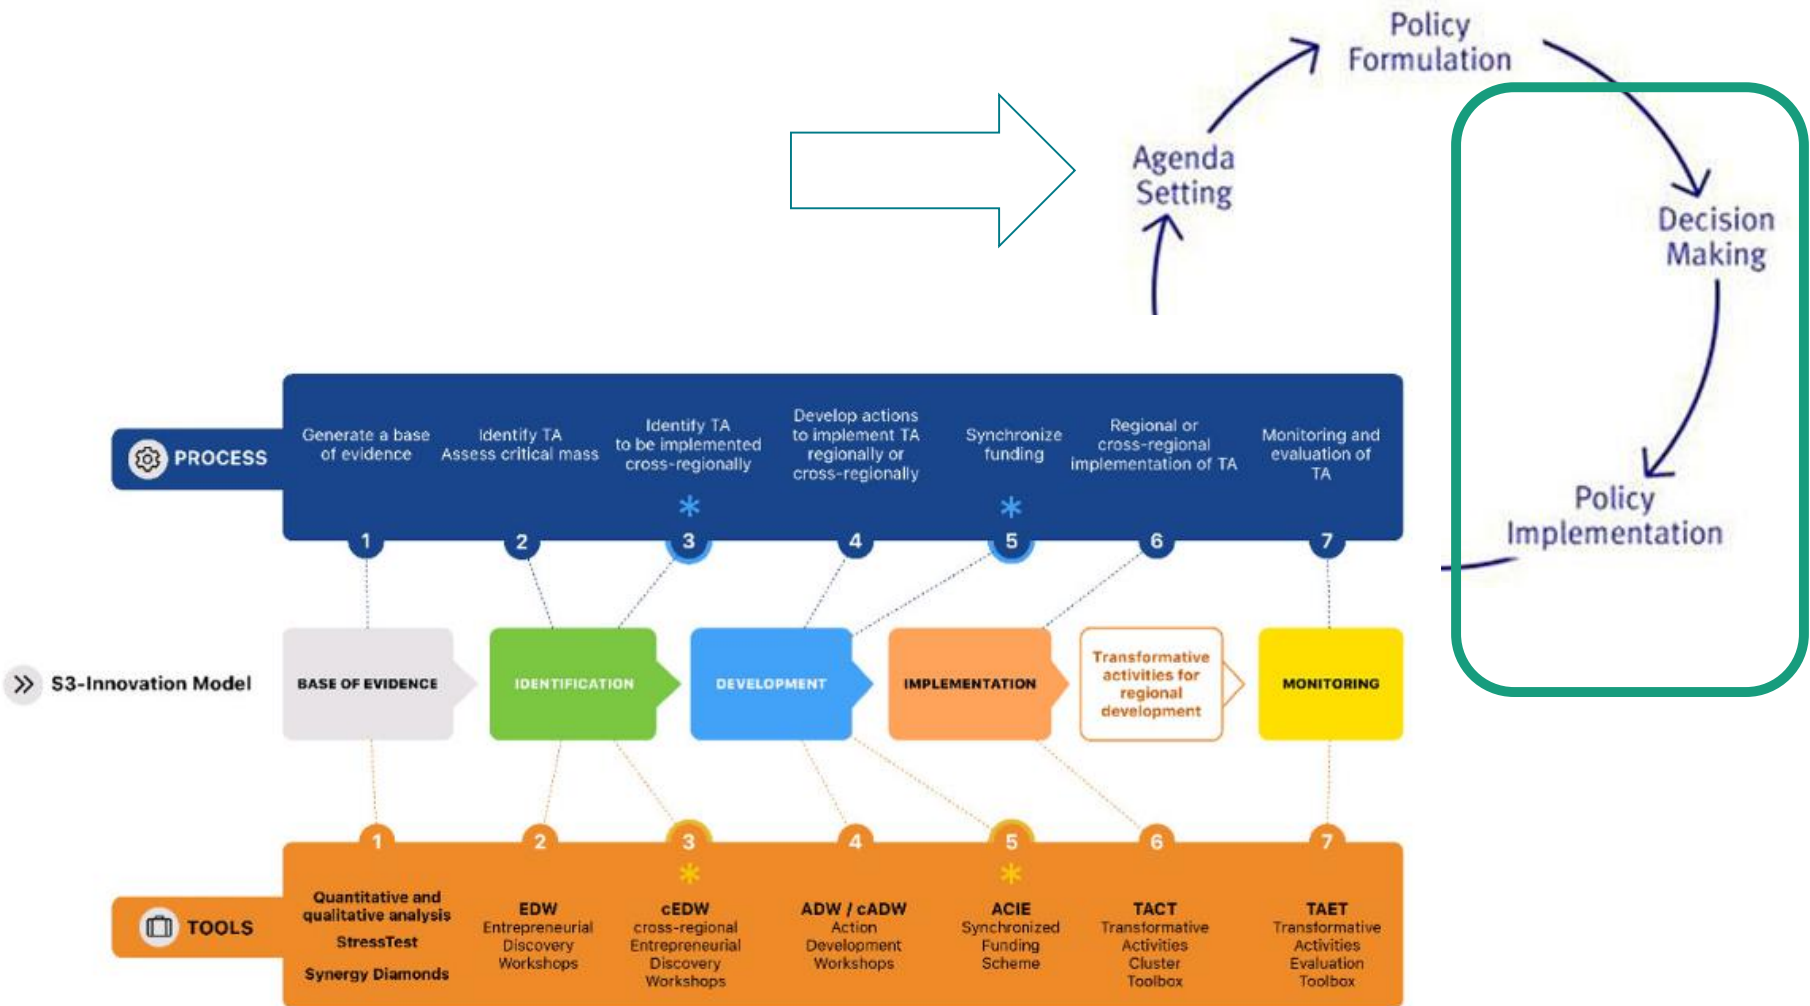 Policy
Formulation
Agenda
Setting
Decision
Making
Policy
Implementation
PROCESS
Generate a base
of evidence
Identify TA
Assess critical mass
Identify TA
to be implemented
cross-regionally
*
Develop actions
to implement TA
regionally or
cross-regionally
Synchronize
funding
*
Regional or
cross-regional
implementation of TA
Monitoring and
evaluation of
TA
1 2 3 4 5 6 7
S3-Innovation Model
BASE OF EVIDENCE
IDENTIFICATION
DEVELOPMENT
IMPLEMENTATION
Transformative
activities for
regional
development
MONITORING
1 2 3 4 5 6 7
TOOLS
Quantitative and
qualitative analysis
StressTest
Synergy Diamonds
EDW
Entrepreneurial
Discovery
Workshops
*
cEDW
cross-regional
Entrepreneurial
Discovery
Workshops
ADW / cADW
Action
Development
Workshops
*
ACIE
Synchronized
Funding
Scheme
TACT
Transformative
Activities
Cluster
Toolbox
TAET
Transformative
Activities
Evaluation
Toolbox